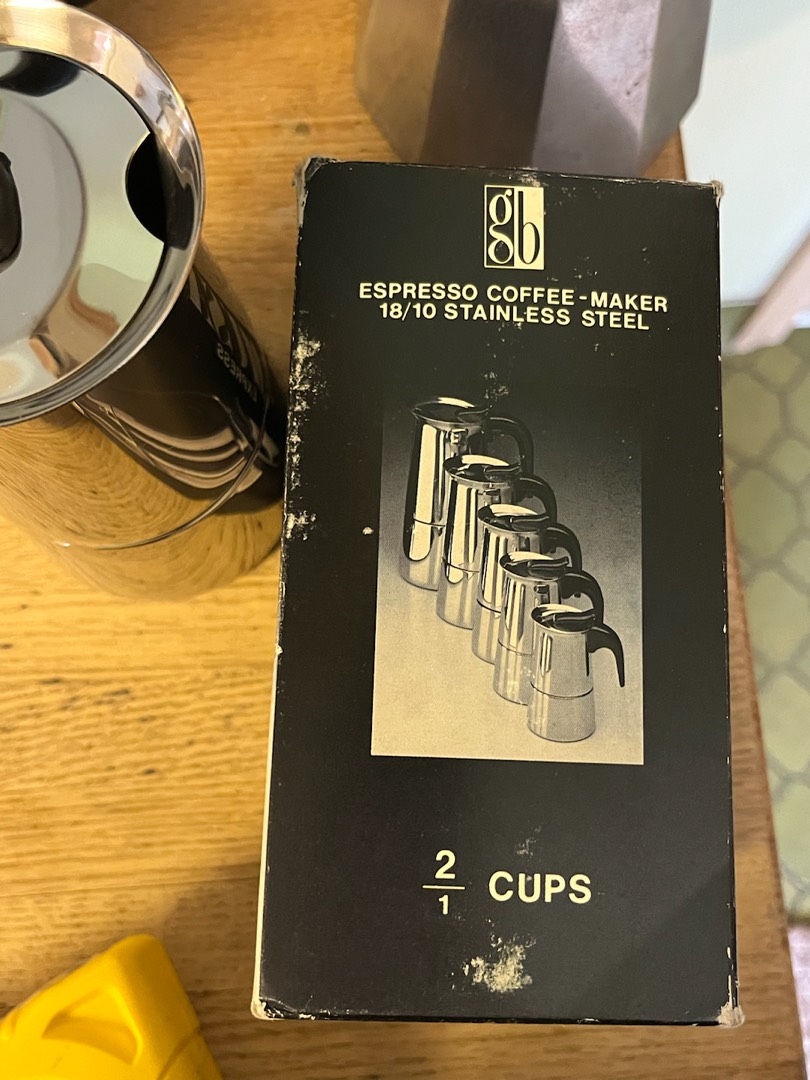 gb
ESPRESSO COFFEE-MAKER
18/10 STAINLESS STEEL
2
1
CUPS